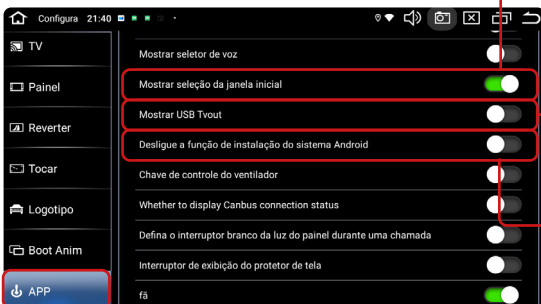 Configura 21:40
TV
Painel
Reverter
Tocar
Logotipo
Boot Anim
APP
Mostrar seletor de voz
Mostrar seleção da janela inicial
Mostrar USB Tvout
Desligue a função de instalação do sistema Android
Chave de controle do ventilador
Whether to display Canbus connection status
Defina o interruptor branco da luz do painel durante uma chamada
Interruptor de exibição do protetor de tela
fã